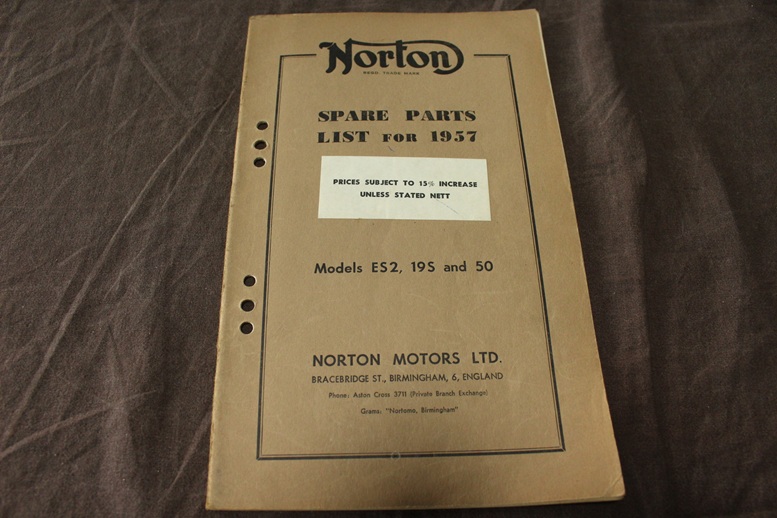 Norton
REGD. TRADE MARK
SPARE PARTS
LIST FOR 1957
PRICES SUBJECT TO 15% INCREASE
UNLESS STATED NETT
Models ES2, 19S and 50
NORTON MOTORS LTD.
BRACEBRIDGE ST., BIRMINGHAM, 6, ENGLAND
Phone: Aston Cross 3711 (Private Branch Exchange)
Grams: "Nortomo, Birmingham"